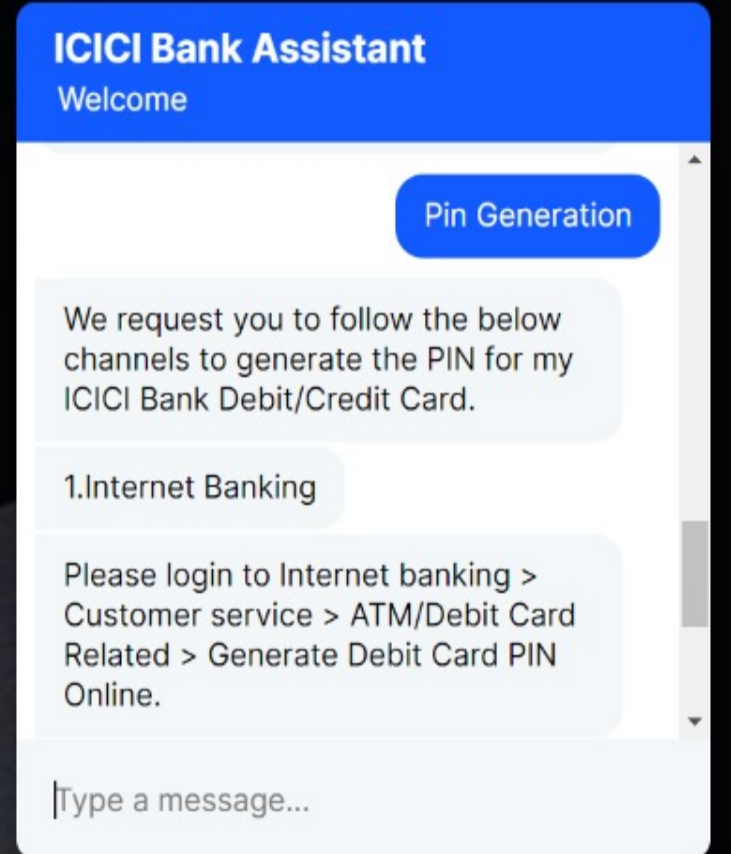 ICICI Bank Assistant
Welcome
Pin Generation
We request you to follow the below
channels to generate the PIN for my
ICICI Bank Debit/Credit Card.
1.Internet Banking
Please login to Internet banking >
Customer service > ATM/Debit Card
Related > Generate Debit Card PIN
Online.
Type a message...